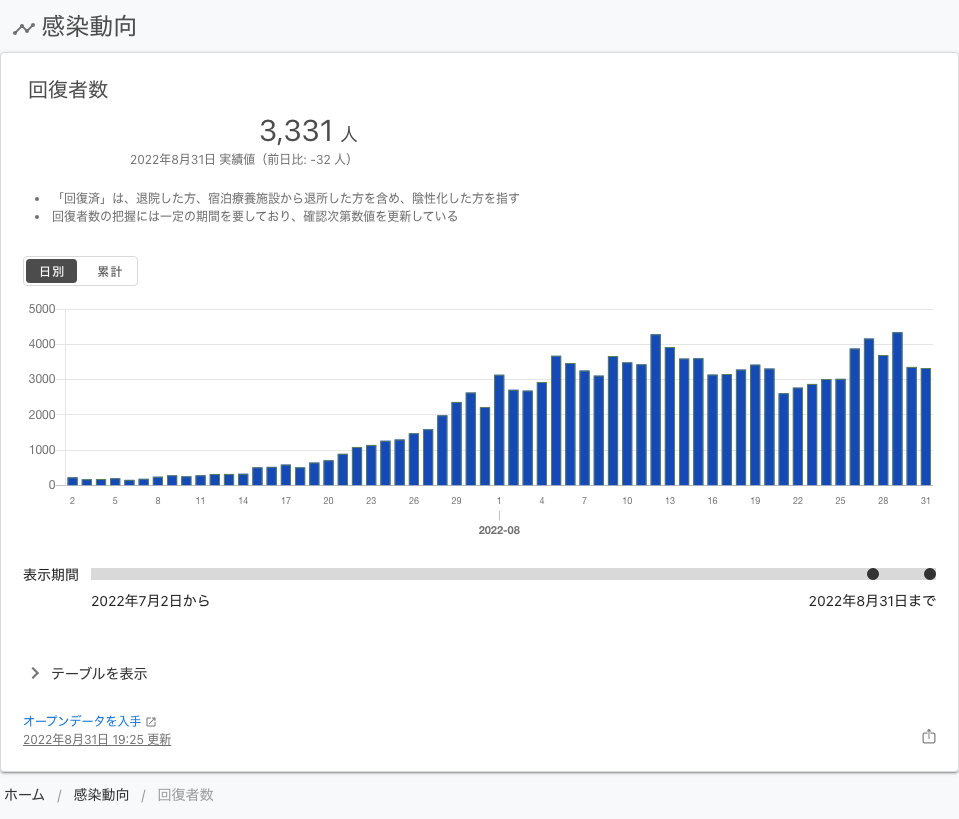 感染動向
回復者数
3,331 人
2022年8月31日 実績値（前日比: -32 人）
• 「回復済」は、退院した方、宿泊療養施設から退所した方を含め、陰性化した方を指す
• 回復者数の把握には一定の期間を要しており、確認次第数値を更新している
日別 累計
5000
4000
3000
2000
1000
0
2 5 8 11 14 17 20 23 26 29 1 4 7 10 13 16 19 22 25 28 31
2022-08
表示期間
2022年7月2日から 2022年8月31日まで
テーブルを表示
オープンデータを入手
2022年8月31日 19:25 更新
ホーム / 感染動向 / 回復者数